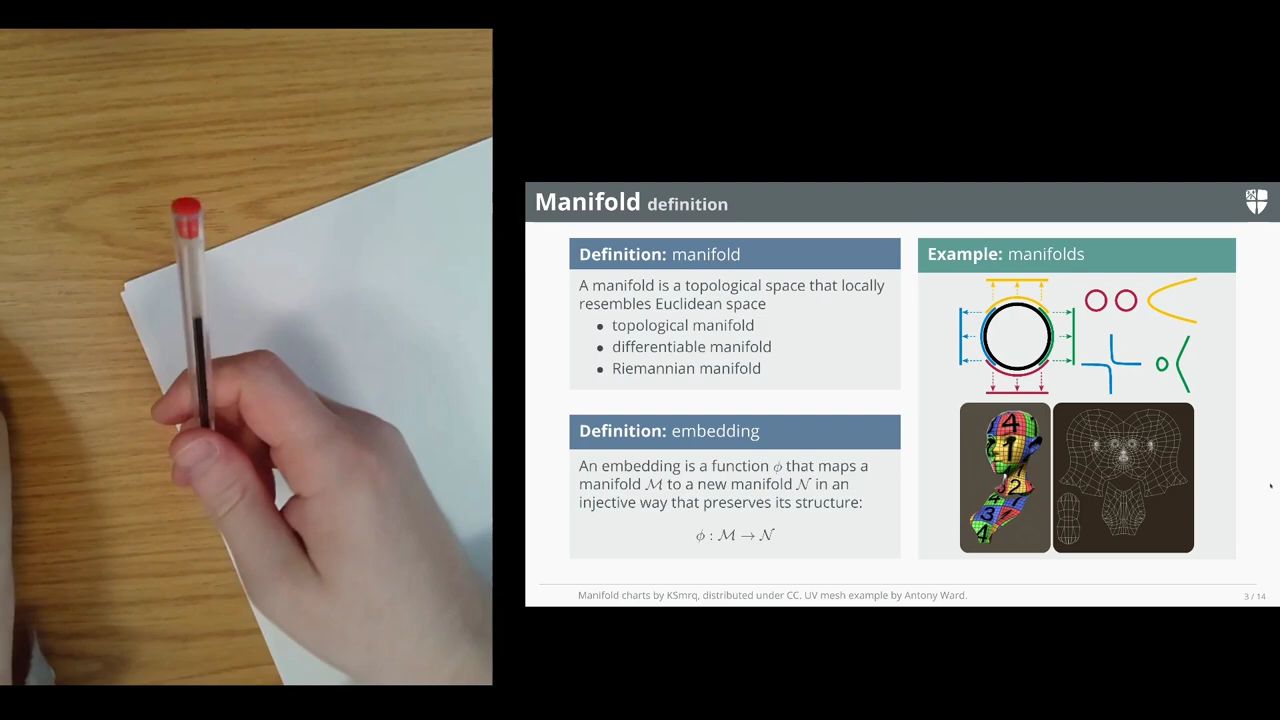 Manifold definition
Definition: manifold
A manifold is a topological space that locally
resembles Euclidean space
• topological manifold
• differentiable manifold
• Riemannian manifold
Definition: embedding
An embedding is a function ϕ that maps a
manifold ℳ to a new manifold 𝒩 in an
injective way that preserves its structure:
ϕ : ℳ → 𝒩
Example: manifolds
4
1
2
3
4
Manifold charts by KSmrq, distributed under CC. UV mesh example by Antony Ward.
3 / 14